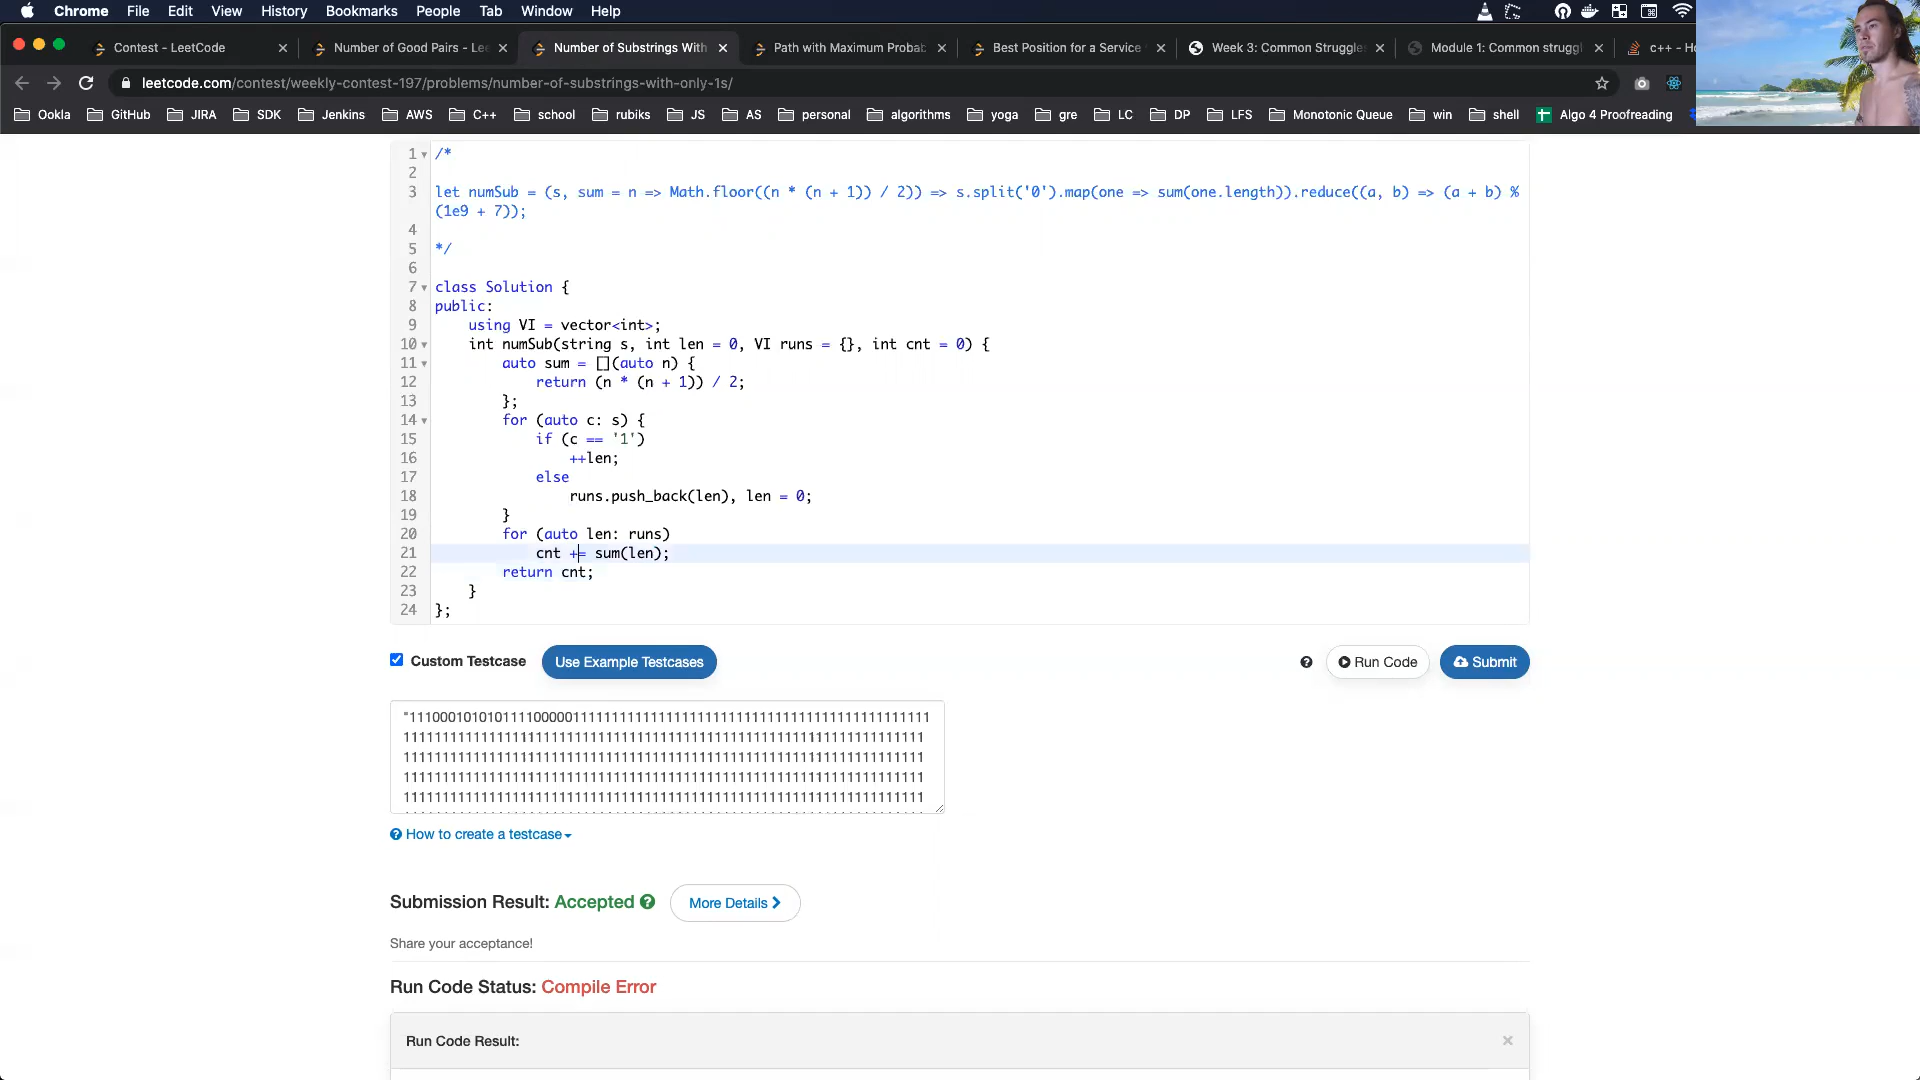 Chrome File Edit View History Bookmarks People Tab Window Help
Contest - LeetCode
Number of Good Pairs - Lee
Number of Substrings With
Path with Maximum Probab
Best Position for a Service
Week 3: Common Struggle
Module 1: Common struggl
c++ - Ho
leetcode.com/contest/weekly-contest-197/problems/number-of-substrings-with-only-1s/
Ookla GitHub JIRA SDK Jenkins AWS C++ school rubiks JS AS personal algorithms yoga gre LC DP LFS Monotonic Queue win shell Algo 4 Proofreading
1 /*
2
3 let numSub = (s, sum = n => Math.floor((n * (n + 1)) / 2)) => s.split('0').map(one => sum(one.length)).reduce((a, b) => (a + b) %
(1e9 + 7));
4
5 */
6
7 class Solution {
8 public:
9 using VI = vector<int>;
10 int numSub(string s, int len = 0, VI runs = {}, int cnt = 0) {
11 auto sum = [](auto n) {
12 return (n * (n + 1)) / 2;
13 };
14 for (auto c: s) {
15 if (c == '1')
16 ++len;
17 else
18 runs.push_back(len), len = 0;
19 }
20 for (auto len: runs)
21 cnt += sum(len);
22 return cnt;
23 }
24 };
Custom Testcase Use Example Testcases Run Code Submit
How to create a testcase
Submission Result: Accepted More Details
Share your acceptance!
Run Code Status: Compile Error
Run Code Result: